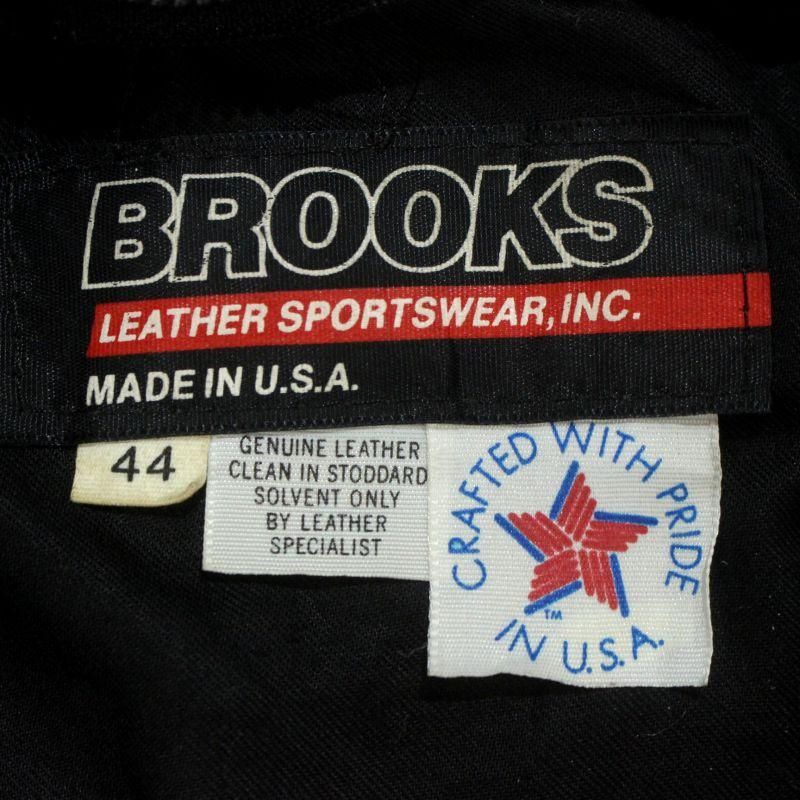 BROOKS
LEATHER SPORTSWEAR, INC.
MADE IN U.S.A.
44
GENUINE LEATHER
CLEAN IN STODDARD
SOLVENT ONLY
BY LEATHER
SPECIALIST
CRAFTED WITH PRIDE
IN U.S.A.
TM